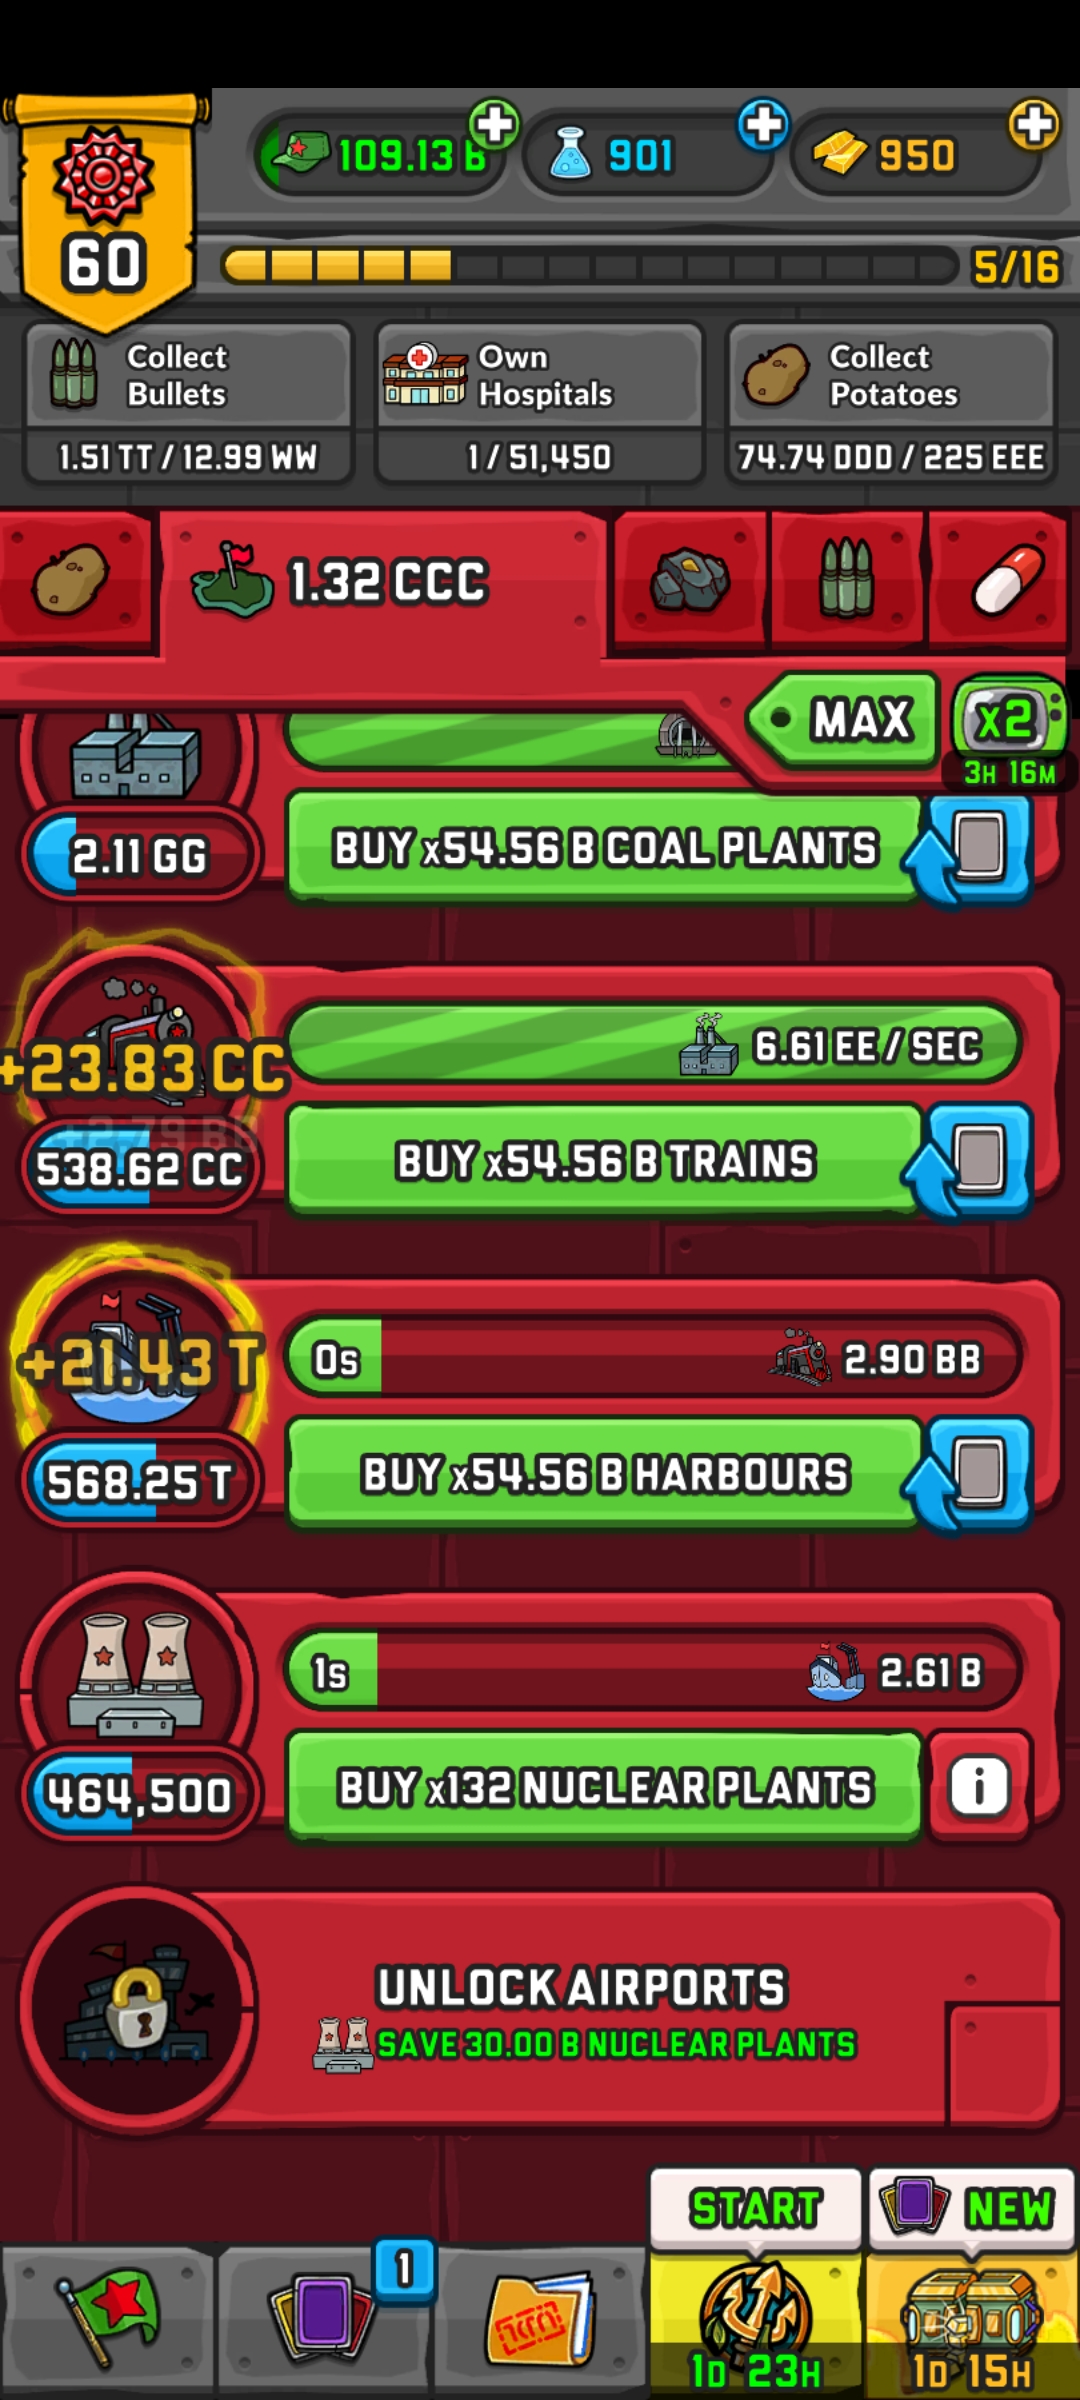 109.13 B
901
950
60
5/16
Collect
Bullets
1.51 TT / 12.99 WW
Own
Hospitals
1 / 51,450
Collect
Potatoes
74.74 DDD / 225 EEE
1.32 CCC
MAX
x2
3H 16M
2.11 GG
BUY x54.56 B COAL PLANTS
+23.83 CC
6.61 EE / SEC
+2.79 BB
538.62 CC
BUY x54.56 B TRAINS
+21.43 T
0s
2.90 BB
568.25 T
BUY x54.56 B HARBOURS
1s
2.61 B
464,500
BUY x132 NUCLEAR PLANTS
i
UNLOCK AIRPORTS
SAVE 30.00 B NUCLEAR PLANTS
START
NEW
1
1D 23H
1D 15H